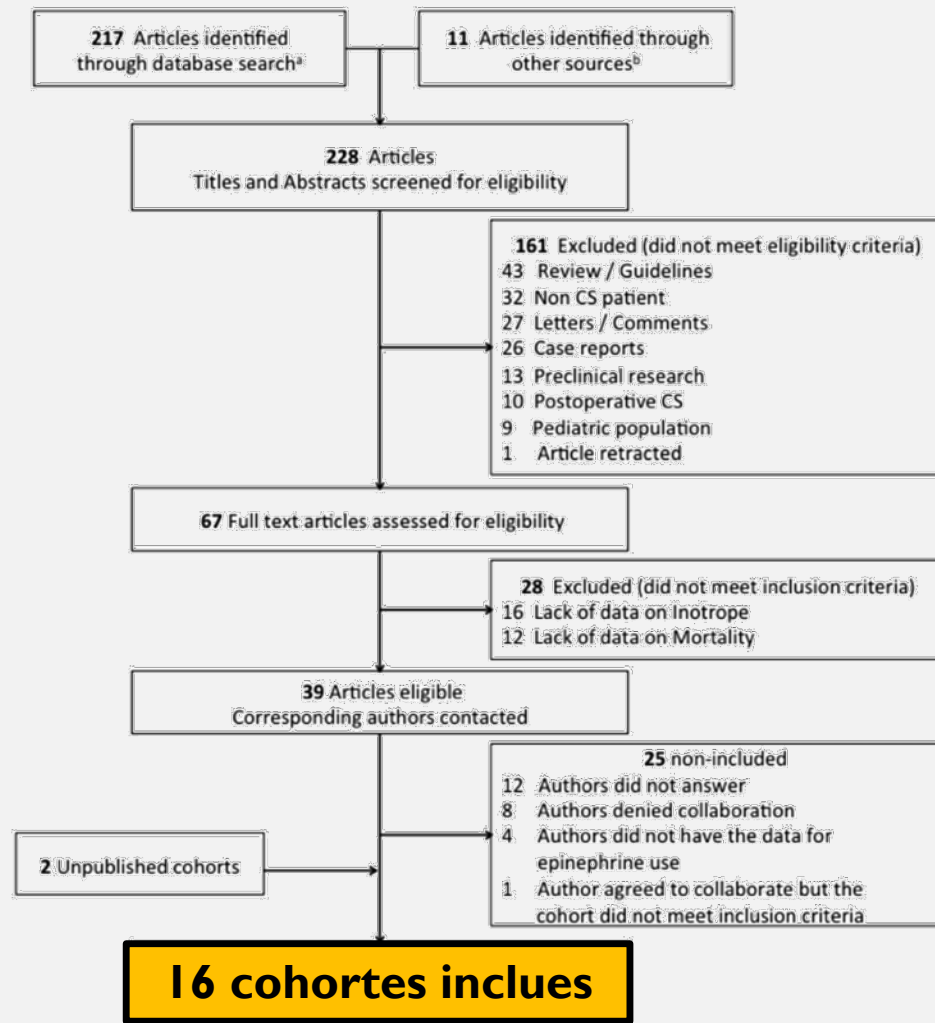 217 Articles identified
through database searchᵃ
11 Articles identified through
other sourcesᵇ
228 Articles
Titles and Abstracts screened for eligibility
161 Excluded (did not meet eligibility criteria)
43 Review / Guidelines
32 Non CS patient
27 Letters / Comments
26 Case reports
13 Preclinical research
10 Postoperative CS
9 Pediatric population
1 Article retracted
67 Full text articles assessed for eligibility
28 Excluded (did not meet inclusion criteria)
16 Lack of data on Inotrope
12 Lack of data on Mortality
39 Articles eligible
Corresponding authors contacted
25 non-included
12 Authors did not answer
8 Authors denied collaboration
4 Authors did not have the data for
epinephrine use
1 Author agreed to collaborate but the
cohort did not meet inclusion criteria
2 Unpublished cohorts
16 cohortes inclues